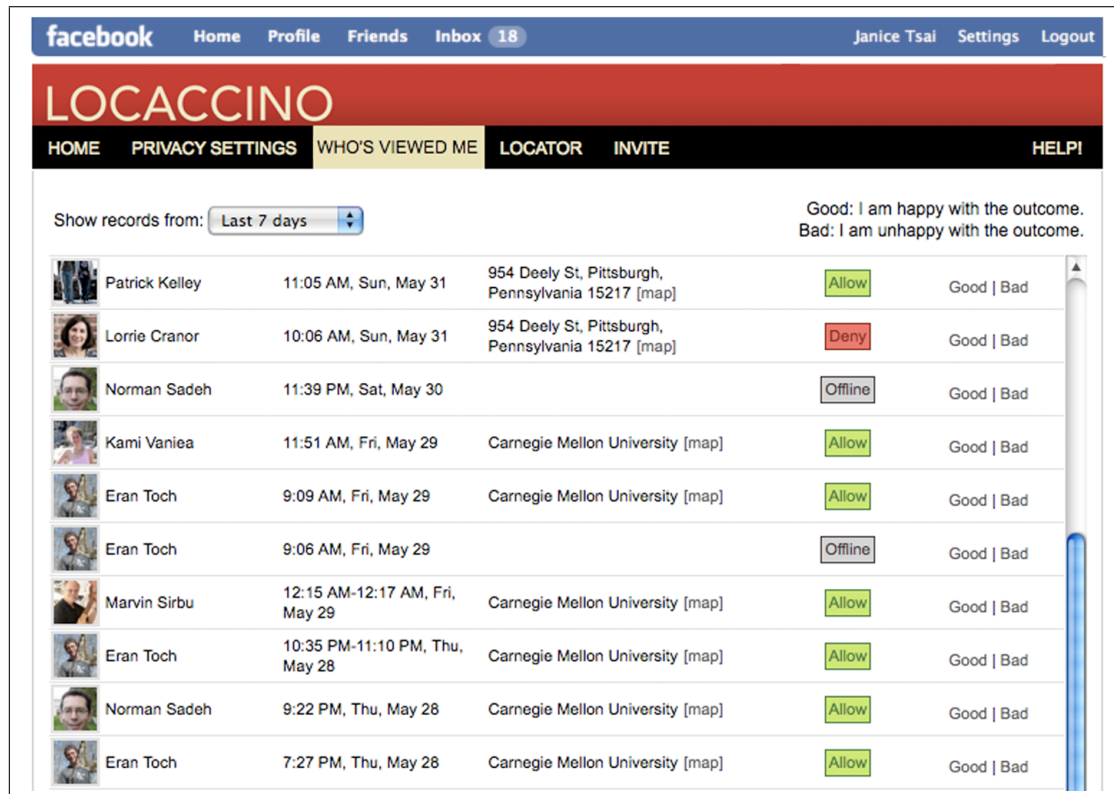 facebook Home Profile Friends Inbox 18 Janice Tsai Settings Logout
LOCACCINO
HOME PRIVACY SETTINGS WHO'S VIEWED ME LOCATOR INVITE HELP!
Good: I am happy with the outcome.
Show records from: Last 7 days
Bad: I am unhappy with the outcome.
Patrick Kelley 11:05 AM, Sun, May 31 954 Deely St, Pittsburgh,
Pennsylvania 15217 [map] Allow Good | Bad
Lorrie Cranor 10:06 AM, Sun, May 31 954 Deely St, Pittsburgh,
Pennsylvania 15217 [map] Deny Good | Bad
Norman Sadeh 11:39 PM, Sat, May 30 Offline Good | Bad
Kami Vaniea 11:51 AM, Fri, May 29 Carnegie Mellon University [map] Allow Good | Bad
Eran Toch 9:09 AM, Fri, May 29 Carnegie Mellon University [map] Allow Good | Bad
Eran Toch 9:06 AM, Fri, May 29 Offline Good | Bad
Marvin Sirbu 12:15 AM-12:17 AM, Fri,
May 29 Carnegie Mellon University [map] Allow Good | Bad
Eran Toch 10:35 PM-11:10 PM, Thu,
May 28 Carnegie Mellon University [map] Allow Good | Bad
Norman Sadeh 9:22 PM, Thu, May 28 Carnegie Mellon University [map] Allow Good | Bad
Eran Toch 7:27 PM, Thu, May 28 Carnegie Mellon University [map] Allow Good | Bad